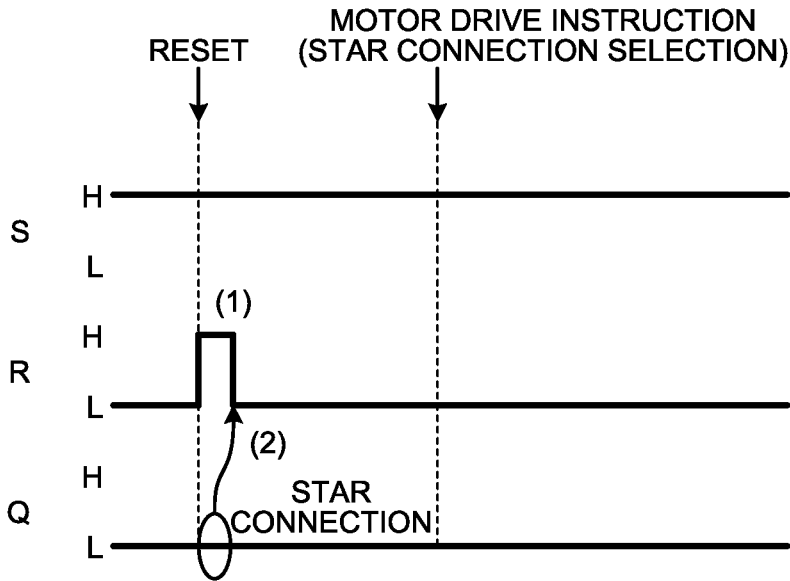 MOTOR DRIVE INSTRUCTION
RESET (STAR CONNECTION SELECTION)
H
S
L
(1)
H
R
L
(2)
H
STAR
Q
CONNECTION
L